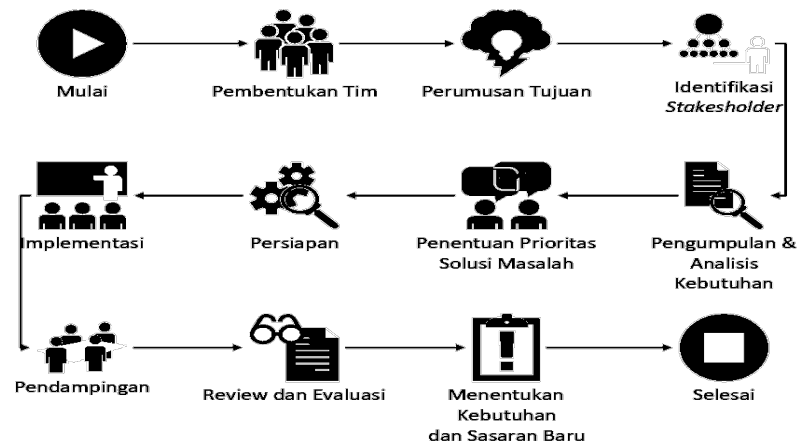 Mulai
Pembentukan Tim
Perumusan Tujuan
Identifikasi
Stakesholder
Implementasi
Persiapan
Penentuan Prioritas
Solusi Masalah
Pengumpulan &
Analisis
Kebutuhan
Pendampingan
Review dan Evaluasi
Menentukan
Kebutuhan
dan Sasaran Baru
Selesai